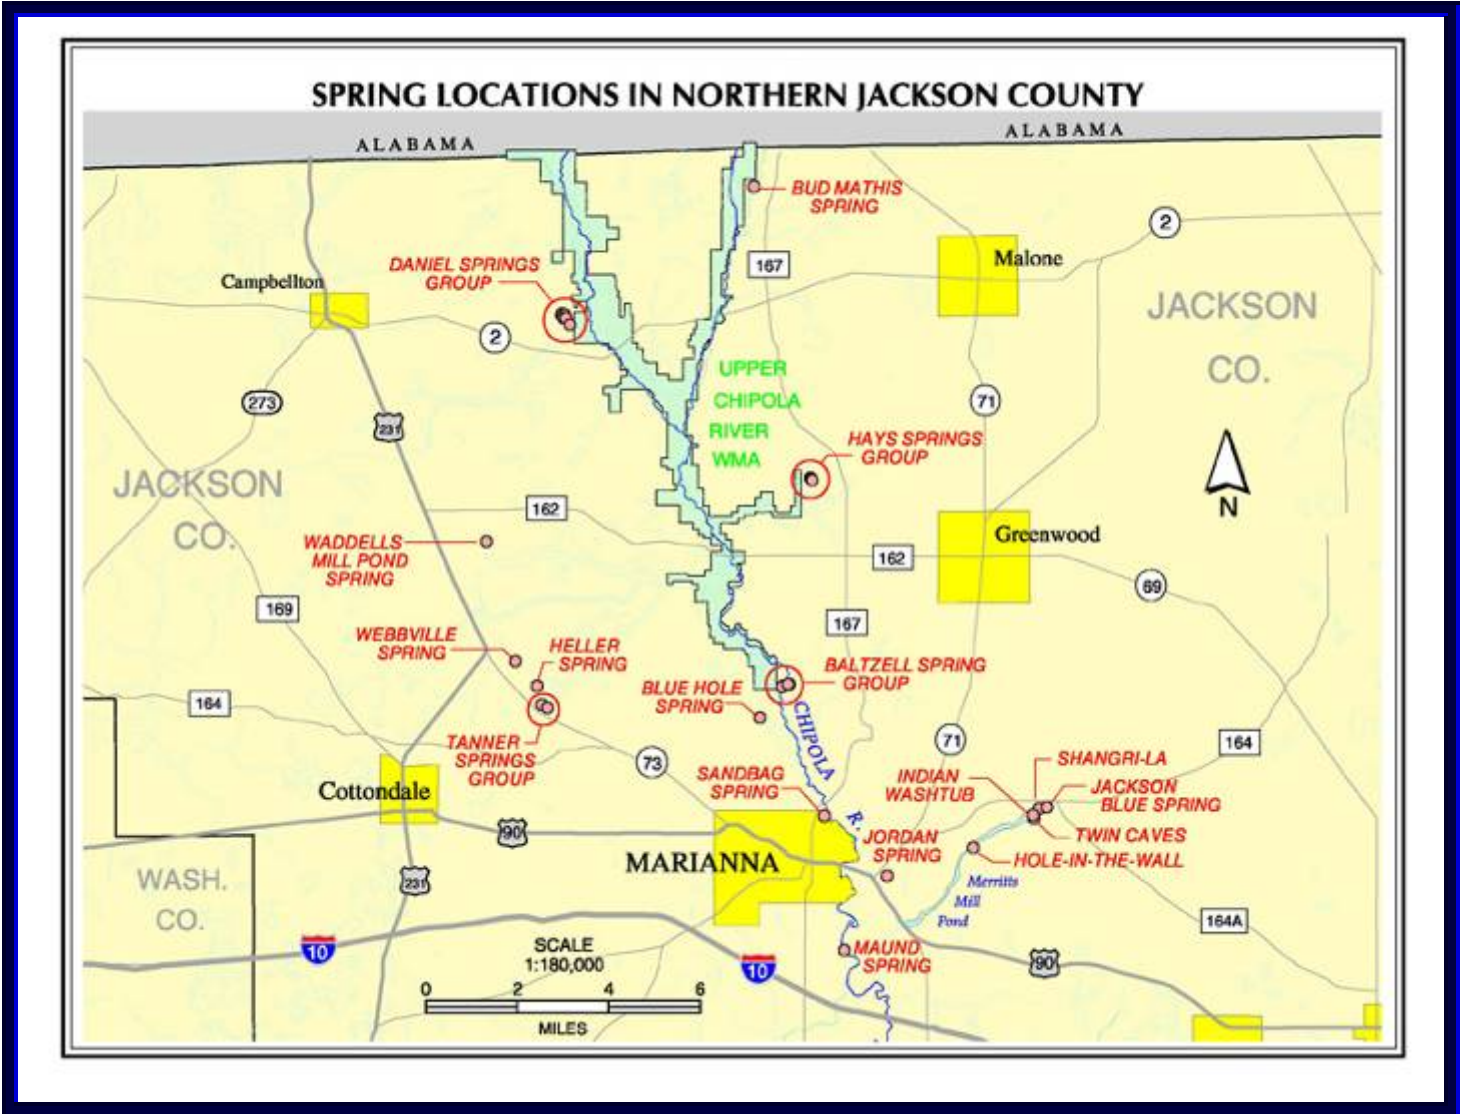 SPRING LOCATIONS IN NORTHERN JACKSON COUNTY
ALABAMA
ALABAMA
BUD MATHIS
SPRING
2
Campbellton
DANIEL SPRINGS
GROUP
167
Malone
JACKSON
CO.
2
UPPER
CHIPOLA
RIVER
WMA
273
231
71
HAYS SPRINGS
GROUP
JACKSON
CO.
N
162
WADDELLS
MILL POND
SPRING
162
Greenwood
69
169
167
WEBBVILLE
SPRING
HELLER
SPRING
BALTZELL SPRING
GROUP
BLUE HOLE
SPRING
164
CHIPOLA
R.
TANNER
SPRINGS
GROUP
73
71
164
SHANGRI-LA
INDIAN
WASHTUB
JACKSON
BLUE SPRING
SANDBAG
SPRING
Cottondale
90
TWIN CAVES
JORDAN
SPRING
HOLE-IN-THE-WALL
MARIANNA
231
WASH.
CO.
Merritts
Mill
Pond
164A
10
SCALE
1:180,000
10
MAUND
SPRING
90
0 2 4 6
MILES